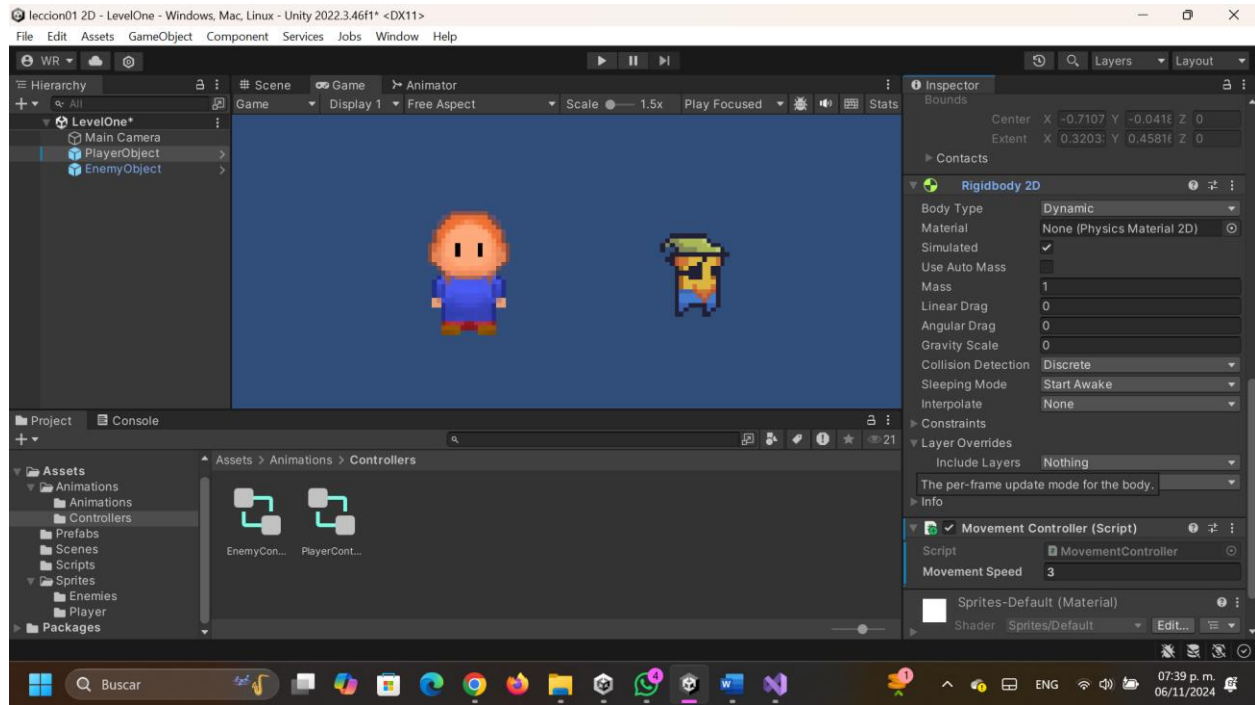 leccion01 2D - LevelOne - Windows, Mac, Linux - Unity 2022.3.46f1* <DX11>
File Edit Assets GameObject Component Services Jobs Window Help
WR Layers Layout
Hierarchy
All
LevelOne*
Main Camera
PlayerObject
EnemyObject
Scene Game Animator
Game Display 1 Free Aspect Scale 1.5x Play Focused Stats
Inspector
Bounds
Center X -0.7107 Y -0.0418 Z 0
Extent X 0.3203 Y 0.45816 Z 0
Contacts
Rigidbody 2D
Body Type Dynamic
Material None (Physics Material 2D)
Simulated
Use Auto Mass
Mass 1
Linear Drag 0
Angular Drag 0
Gravity Scale 0
Collision Detection Discrete
Sleeping Mode Start Awake
Interpolate None
Constraints
Layer Overrides
Include Layers Nothing
The per-frame update mode for the body.
Info
Movement Controller (Script)
Script MovementController
Movement Speed 3
Sprites-Default (Material)
Shader Sprites/Default Edit...
Project Console
21
Assets
Animations
Animations
Controllers
Prefabs
Scenes
Scripts
Sprites
Enemies
Player
Packages
Assets > Animations > Controllers
EnemyCon... PlayerCont...
Buscar 4 1 ENG 07:39 p. m.
06/11/2024